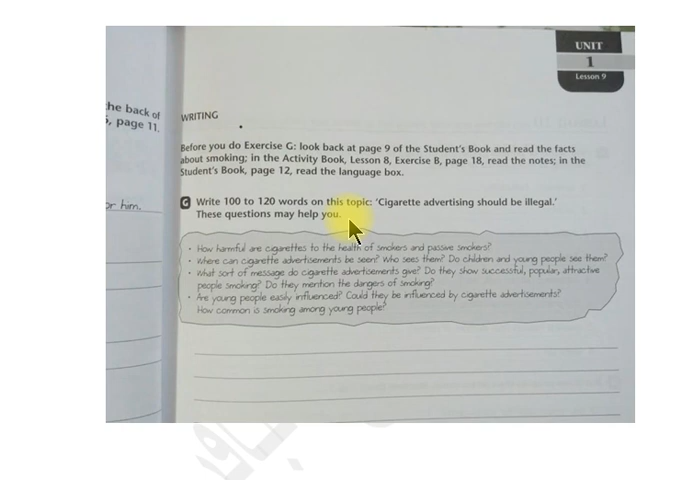 he back of
, page 11.
or him.
UNIT
1
Lesson 9
WRITING
Before you do Exercise G: look back at page 9 of the Student's Book and read the facts
about smoking; in the Activity Book, Lesson 8, Exercise B, page 18, read the notes; in the
Student's Book, page 12, read the language box.
G Write 100 to 120 words on this topic: 'Cigarette advertising should be illegal.'
These questions may help you.
• How harmful are cigarettes to the health of smokers and passive smokers?
• Where can cigarette advertisements be seen? Who sees them? Do children and young people see them?
• What sort of message do cigarette advertisements give? Do they show successful, popular, attractive
people smoking? Do they mention the dangers of smoking?
• Are young people easily influenced? Could they be influenced by cigarette advertisements?
How common is smoking among young people?